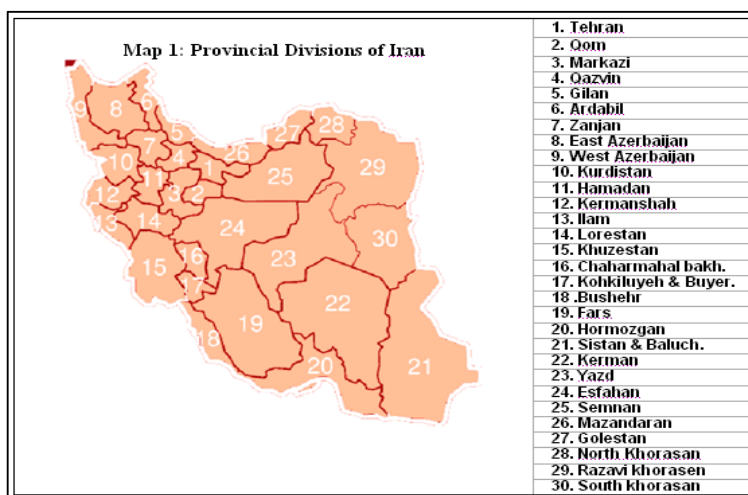 Map 1: Provincial Divisions of Iran
8
6
9
5
7
4
10
1
26
27
28
29
25
11
3
2
12
13
14
24
30
15
16
23
17
22
18
19
20
21
1. Tehran
2. Qom
3. Markazi
4. Qazvin
5. Gilan
6. Ardabil
7. Zanjan
8. East Azerbaijan
9. West Azerbaijan
10. Kurdistan
11. Hamadan
12. Kermanshah
13. Ilam
14. Lorestan
15. Khuzestan
16. Chaharmahal bakh.
17. Kohkiluyeh & Buyer.
18 .Bushehr
19. Fars
20. Hormozgan
21. Sistan & Baluch.
22. Kerman
23. Yazd
24. Esfahan
25. Semnan
26. Mazandaran
27. Golestan
28. North Khorasan
29. Razavi khorasen
30. South khorasan